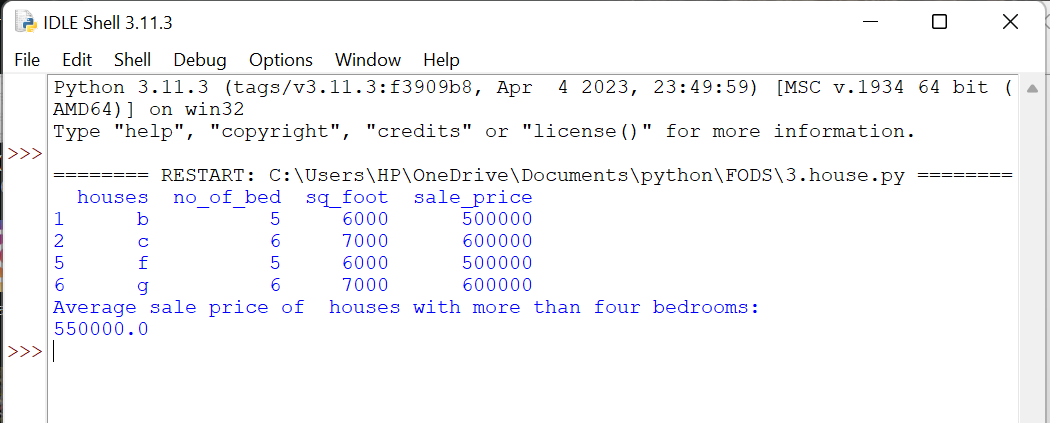 IDLE Shell 3.11.3
File Edit Shell Debug Options Window Help
Python 3.11.3 (tags/v3.11.3:f3909b8, Apr  4 2023, 23:49:59) [MSC v.1934 64 bit (
AMD64)] on win32
Type "help", "copyright", "credits" or "license()" for more information.
>>>
======== RESTART: C:\Users\HP\OneDrive\Documents\python\FODS\3.house.py ========
  houses  no_of_bed  sq_foot  sale_price
1      b          5     6000      500000
2      c          6     7000      600000
5      f          5     6000      500000
6      g          6     7000      600000
Average sale price of  houses with more than four bedrooms:
550000.0
>>>